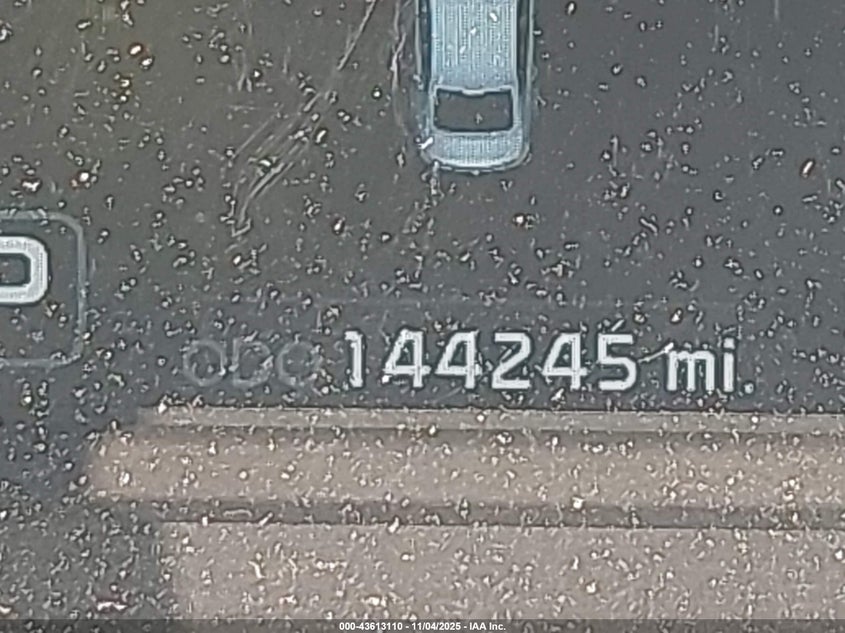 P
ODO 144245 mi.
000-43613110 - 11/04/2025 - IAA Inc.